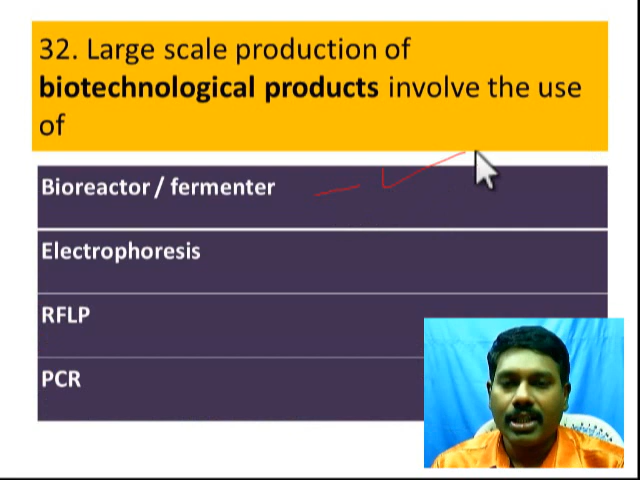 32. Large scale production of
biotechnological products involve the use
of
Bioreactor / fermenter
Electrophoresis
RFLP
PCR